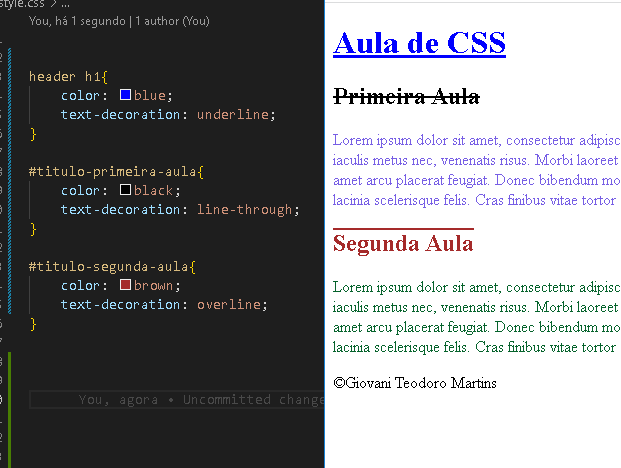 style.css > ...
You, há 1 segundo | 1 author (You)
header h1{
color: blue;
text-decoration: underline;
}
#titulo-primeira-aula{
color: black;
text-decoration: line-through;
}
#titulo-segunda-aula{
color: brown;
text-decoration: overline;
}
You, agora • Uncommitted change
Aula de CSS
Primeira Aula
Lorem ipsum dolor sit amet, consectetur adipisc
iaculis metus nec, venenatis risus. Morbi laoreet
amet arcu placerat feugiat. Donec bibendum mo
lacinia scelerisque felis. Cras finibus vitae tortor
Segunda Aula
Lorem ipsum dolor sit amet, consectetur adipisc
iaculis metus nec, venenatis risus. Morbi laoreet
amet arcu placerat feugiat. Donec bibendum mo
lacinia scelerisque felis. Cras finibus vitae tortor
©Giovani Teodoro Martins